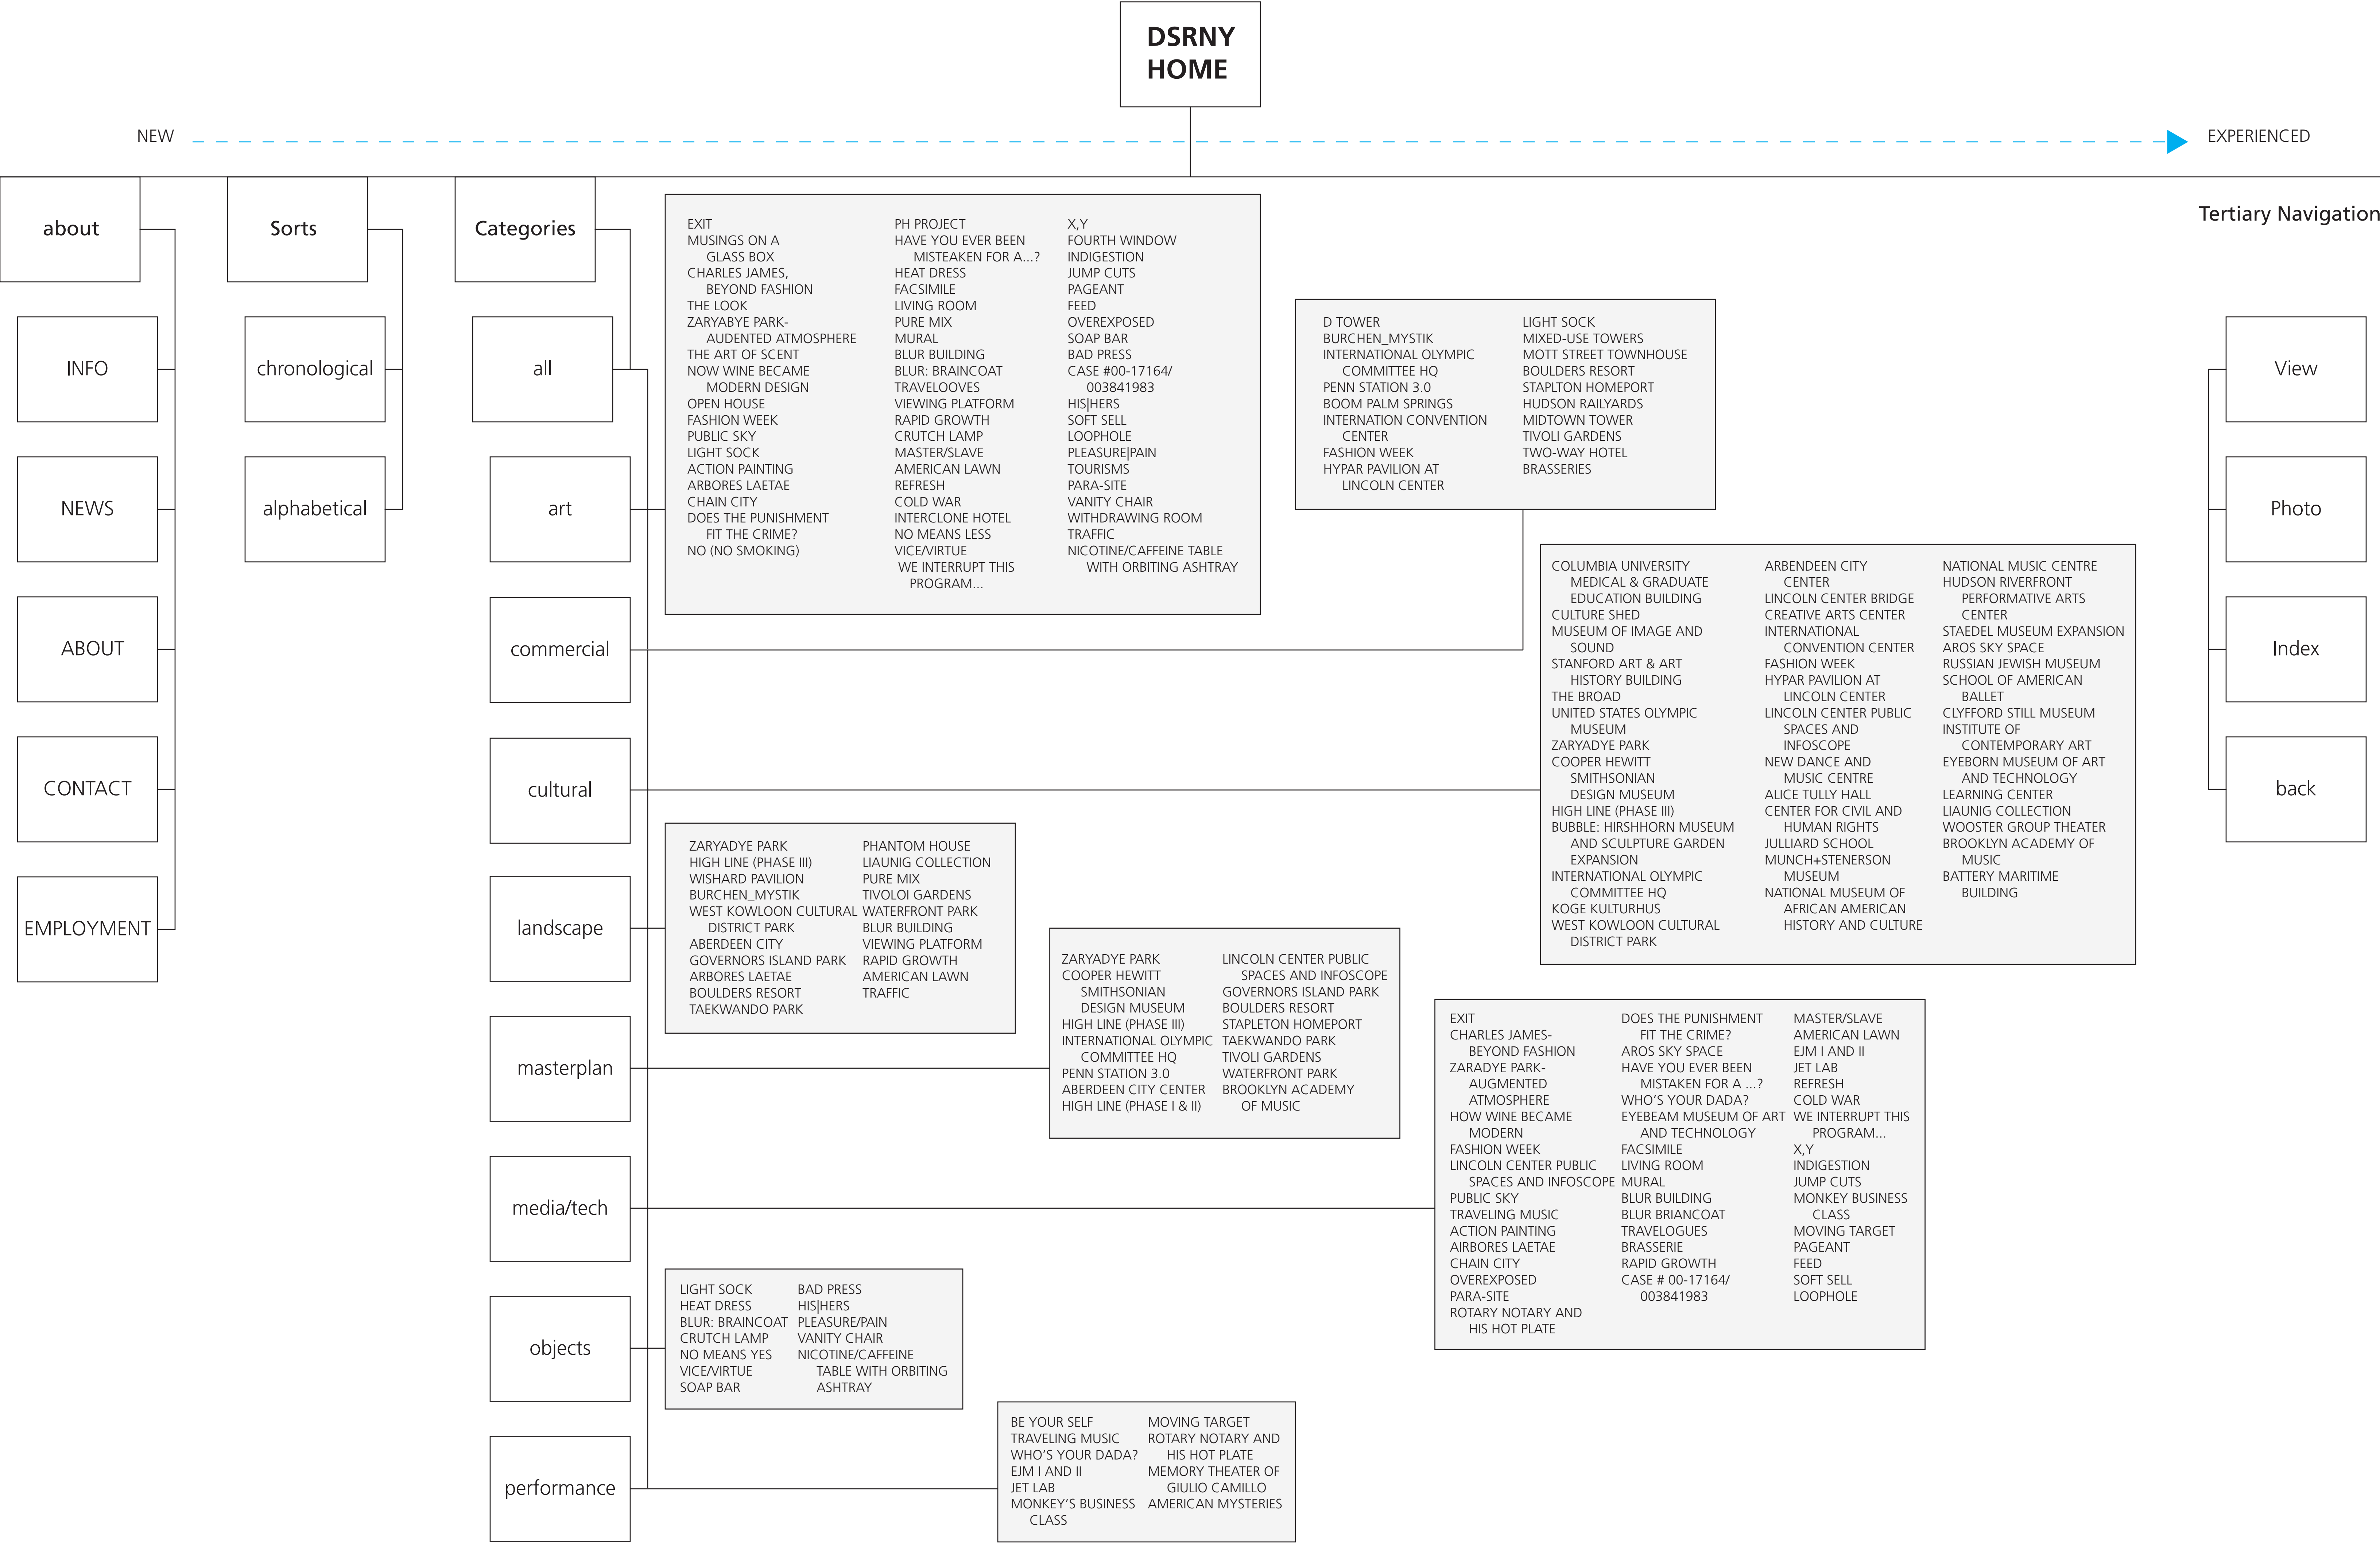 DSRNY
HOME
NEW
EXPERIENCED
about
INFO
NEWS
ABOUT
CONTACT
EMPLOYMENT
Sorts
chronological
alphabetical
Categories
all
art
EXIT
MUSINGS ON A
GLASS BOX
CHARLES JAMES,
BEYOND FASHION
THE LOOK
ZARYABYE PARK-
AUDENTED ATMOSPHERE
THE ART OF SCENT
NOW WINE BECAME
MODERN DESIGN
OPEN HOUSE
FASHION WEEK
PUBLIC SKY
LIGHT SOCK
ACTION PAINTING
ARBORES LAETAE
CHAIN CITY
DOES THE PUNISHMENT
FIT THE CRIME?
NO (NO SMOKING)
PH PROJECT
HAVE YOU EVER BEEN
MISTEAKEN FOR A...?
HEAT DRESS
FACSIMILE
LIVING ROOM
PURE MIX
MURAL
BLUR BUILDING
BLUR: BRAINCOAT
TRAVELOOVES
VIEWING PLATFORM
RAPID GROWTH
CRUTCH LAMP
MASTER/SLAVE
AMERICAN LAWN
REFRESH
COLD WAR
INTERCLONE HOTEL
NO MEANS LESS
VICE/VIRTUE
WE INTERRUPT THIS
PROGRAM...
X,Y
FOURTH WINDOW
INDIGESTION
JUMP CUTS
PAGEANT
FEED
OVEREXPOSED
SOAP BAR
BAD PRESS
CASE #00-17164/
003841983
HIS|HERS
SOFT SELL
LOOPHOLE
PLEASURE|PAIN
TOURISMS
PARA-SITE
VANITY CHAIR
WITHDRAWING ROOM
TRAFFIC
NICOTINE/CAFFEINE TABLE
WITH ORBITING ASHTRAY
commercial
D TOWER
BURCHEN_MYSTIK
INTERNATIONAL OLYMPIC
COMMITTEE HQ
PENN STATION 3.0
BOOM PALM SPRINGS
INTERNATION CONVENTION
CENTER
FASHION WEEK
HYPAR PAVILION AT
LINCOLN CENTER
LIGHT SOCK
MIXED-USE TOWERS
MOTT STREET TOWNHOUSE
BOULDERS RESORT
STAPLTON HOMEPORT
HUDSON RAILYARDS
MIDTOWN TOWER
TIVOLI GARDENS
TWO-WAY HOTEL
BRASSERIES
cultural
COLUMBIA UNIVERSITY
MEDICAL & GRADUATE
EDUCATION BUILDING
CULTURE SHED
MUSEUM OF IMAGE AND
SOUND
STANFORD ART & ART
HISTORY BUILDING
THE BROAD
UNITED STATES OLYMPIC
MUSEUM
ZARYADYE PARK
COOPER HEWITT
SMITHSONIAN
DESIGN MUSEUM
HIGH LINE (PHASE III)
BUBBLE: HIRSHHORN MUSEUM
AND SCULPTURE GARDEN
EXPANSION
INTERNATIONAL OLYMPIC
COMMITTEE HQ
KOGE KULTURHUS
WEST KOWLOON CULTURAL
DISTRICT PARK
ARBENDEEN CITY
CENTER
LINCOLN CENTER BRIDGE
CREATIVE ARTS CENTER
INTERNATIONAL
CONVENTION CENTER
FASHION WEEK
HYPAR PAVILION AT
LINCOLN CENTER
LINCOLN CENTER PUBLIC
SPACES AND
INFOSCOPE
NEW DANCE AND
MUSIC CENTRE
ALICE TULLY HALL
CENTER FOR CIVIL AND
HUMAN RIGHTS
JULLIARD SCHOOL
MUNCH+STENERSON
MUSEUM
NATIONAL MUSEUM OF
AFRICAN AMERICAN
HISTORY AND CULTURE
NATIONAL MUSIC CENTRE
HUDSON RIVERFRONT
PERFORMATIVE ARTS
CENTER
STAEDEL MUSEUM EXPANSION
AROS SKY SPACE
RUSSIAN JEWISH MUSEUM
SCHOOL OF AMERICAN
BALLET
CLYFFORD STILL MUSEUM
INSTITUTE OF
CONTEMPORARY ART
EYEBORN MUSEUM OF ART
AND TECHNOLOGY
LEARNING CENTER
LIAUNIG COLLECTION
WOOSTER GROUP THEATER
BROOKLYN ACADEMY OF
MUSIC
BATTERY MARITIME
BUILDING
landscape
ZARYADYE PARK
HIGH LINE (PHASE III)
WISHARD PAVILION
BURCHEN_MYSTIK
WEST KOWLOON CULTURAL
DISTRICT PARK
ABERDEEN CITY
GOVERNORS ISLAND PARK
ARBORES LAETAE
BOULDERS RESORT
TAEKWANDO PARK
PHANTOM HOUSE
LIAUNIG COLLECTION
PURE MIX
TIVOLOI GARDENS
WATERFRONT PARK
BLUR BUILDING
VIEWING PLATFORM
RAPID GROWTH
AMERICAN LAWN
TRAFFIC
masterplan
ZARYADYE PARK
COOPER HEWITT
SMITHSONIAN
DESIGN MUSEUM
HIGH LINE (PHASE III)
INTERNATIONAL OLYMPIC
COMMITTEE HQ
PENN STATION 3.0
ABERDEEN CITY CENTER
HIGH LINE (PHASE I & II)
LINCOLN CENTER PUBLIC
SPACES AND INFOSCOPE
GOVERNORS ISLAND PARK
BOULDERS RESORT
STAPLETON HOMEPORT
TAEKWANDO PARK
TIVOLI GARDENS
WATERFRONT PARK
BROOKLYN ACADEMY
OF MUSIC
media/tech
EXIT
CHARLES JAMES-
BEYOND FASHION
ZARADYE PARK-
AUGMENTED
ATMOSPHERE
HOW WINE BECAME
MODERN
FASHION WEEK
LINCOLN CENTER PUBLIC
SPACES AND INFOSCOPE
PUBLIC SKY
TRAVELING MUSIC
ACTION PAINTING
AIRBORES LAETAE
CHAIN CITY
OVEREXPOSED
PARA-SITE
ROTARY NOTARY AND
HIS HOT PLATE
DOES THE PUNISHMENT
FIT THE CRIME?
AROS SKY SPACE
HAVE YOU EVER BEEN
MISTAKEN FOR A ...?
WHO'S YOUR DADA?
EYEBEAM MUSEUM OF ART
AND TECHNOLOGY
FACSIMILE
LIVING ROOM
MURAL
BLUR BUILDING
BLUR BRIANCOAT
TRAVELOGUES
BRASSERIE
RAPID GROWTH
CASE # 00-17164/
003841983
MASTER/SLAVE
AMERICAN LAWN
EJM I AND II
JET LAB
REFRESH
COLD WAR
WE INTERRUPT THIS
PROGRAM...
X,Y
INDIGESTION
JUMP CUTS
MONKEY BUSINESS
CLASS
MOVING TARGET
PAGEANT
FEED
SOFT SELL
LOOPHOLE
objects
LIGHT SOCK
HEAT DRESS
BLUR: BRAINCOAT
CRUTCH LAMP
NO MEANS YES
VICE/VIRTUE
SOAP BAR
BAD PRESS
HIS|HERS
PLEASURE/PAIN
VANITY CHAIR
NICOTINE/CAFFEINE
TABLE WITH ORBITING
ASHTRAY
performance
BE YOUR SELF
TRAVELING MUSIC
WHO'S YOUR DADA?
EJM I AND II
JET LAB
MONKEY'S BUSINESS
CLASS
MOVING TARGET
ROTARY NOTARY AND
HIS HOT PLATE
MEMORY THEATER OF
GIULIO CAMILLO
AMERICAN MYSTERIES
Tertiary Navigation
View
Photo
Index
back